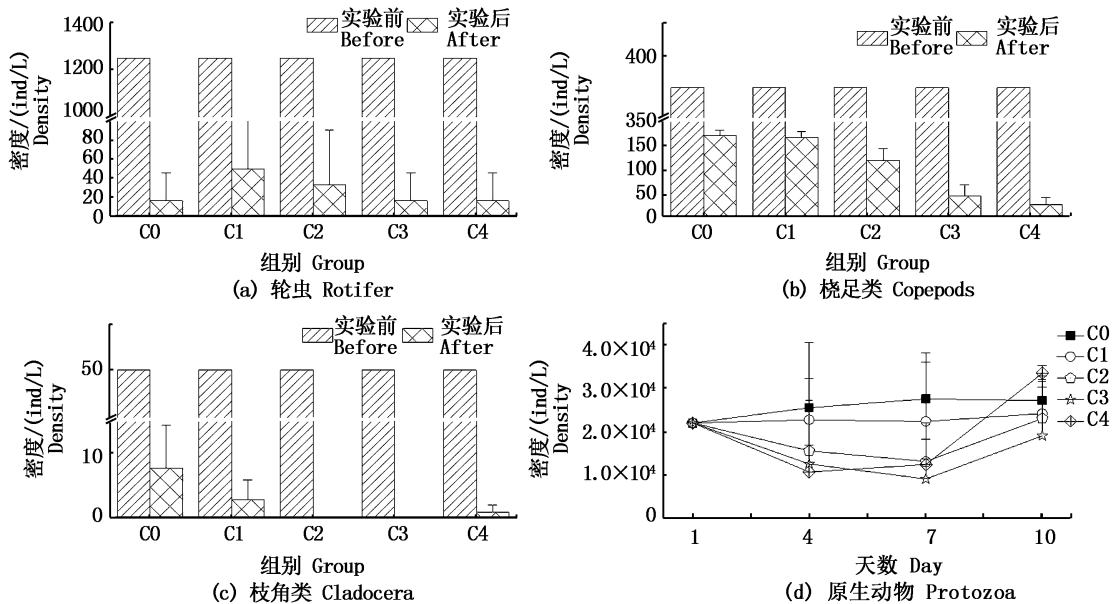 1400
1200
1000
80
60
40
20
0
密度/(ind/L)
Density
实验前
Before
实验后
After
C0 C1 C2 C3 C4
组别 Group
(a) 轮虫 Rotifer
400
350
150
100
50
0
密度/(ind/L)
Density
实验前
Before
实验后
After
C0 C1 C2 C3 C4
组别 Group
(b) 桡足类 Copepods
50
10
0
密度/(ind/L)
Density
实验前
Before
实验后
After
C0 C1 C2 C3 C4
组别 Group
(c) 枝角类 Cladocera
4.0×10⁴
3.0×10⁴
2.0×10⁴
1.0×10⁴
0
密度/(ind/L)
Density
C0
C1
C2
C3
C4
1 4 7 10
天数 Day
(d) 原生动物 Protozoa